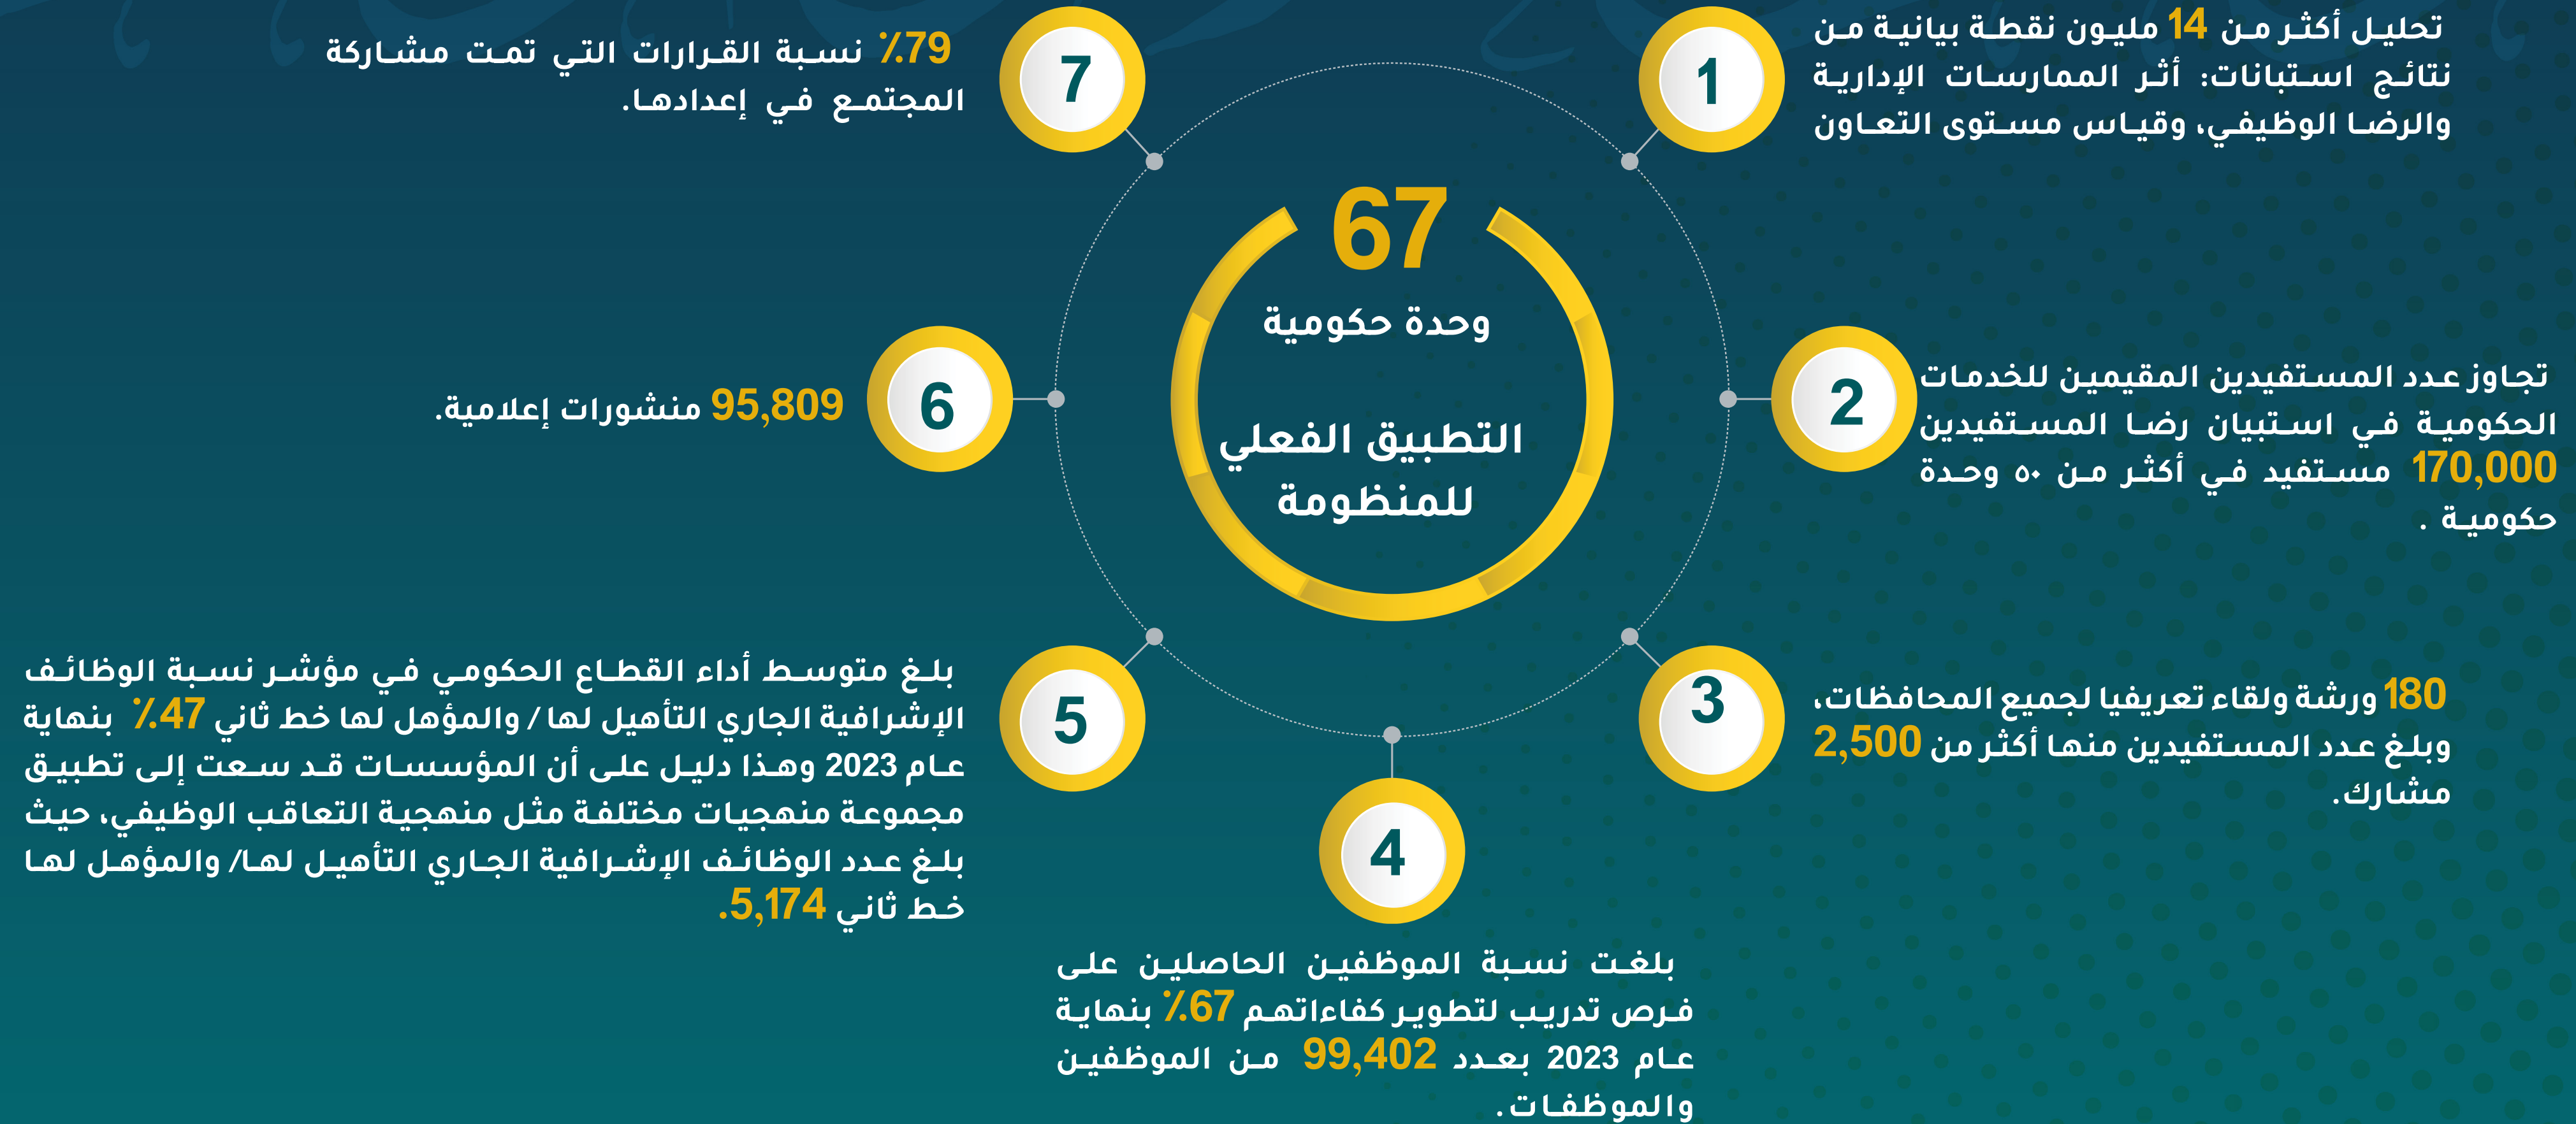 67
وحدة حكومية
التطبيق الفعلي
للمنظومة
1
تحليل أكثر من 14 مليون نقطة بيانية من
نتائج استبانات: أثر الممارسات الإدارية
والرضا الوظيفي، وقياس مستوى التعاون
2
تجاوز عدد المستفيدين المقيمين للخدمات
الحكومية في استبيان رضا المستفيدين
170,000 مستفيد في أكثر من ٥٠ وحدة
حكومية .
3
180 ورشة ولقاء تعريفيا لجميع المحافظات،
وبلغ عدد المستفيدين منها أكثر من 2,500
مشارك.
4
بلغت نسبة الموظفين الحاصلين على
فرص تدريب لتطوير كفاءاتهم 67٪ بنهاية
عام 2023 بعدد 99,402 من الموظفين
والموظفات.
5
بلغ متوسط أداء القطاع الحكومي في مؤشر نسبة الوظائف
الإشرافية الجاري التأهيل لها / والمؤهل لها خط ثاني 47٪ بنهاية
عام 2023 وهذا دليل على أن المؤسسات قد سعت إلى تطبيق
مجموعة منهجيات مختلفة مثل منهجية التعاقب الوظيفي، حيث
بلغ عدد الوظائف الإشرافية الجاري التأهيل لها/ والمؤهل لها
خط ثاني 5,174.
6
95,809 منشورات إعلامية.
7
79٪ نسبة القرارات التي تمت مشاركة
المجتمع في إعدادها.